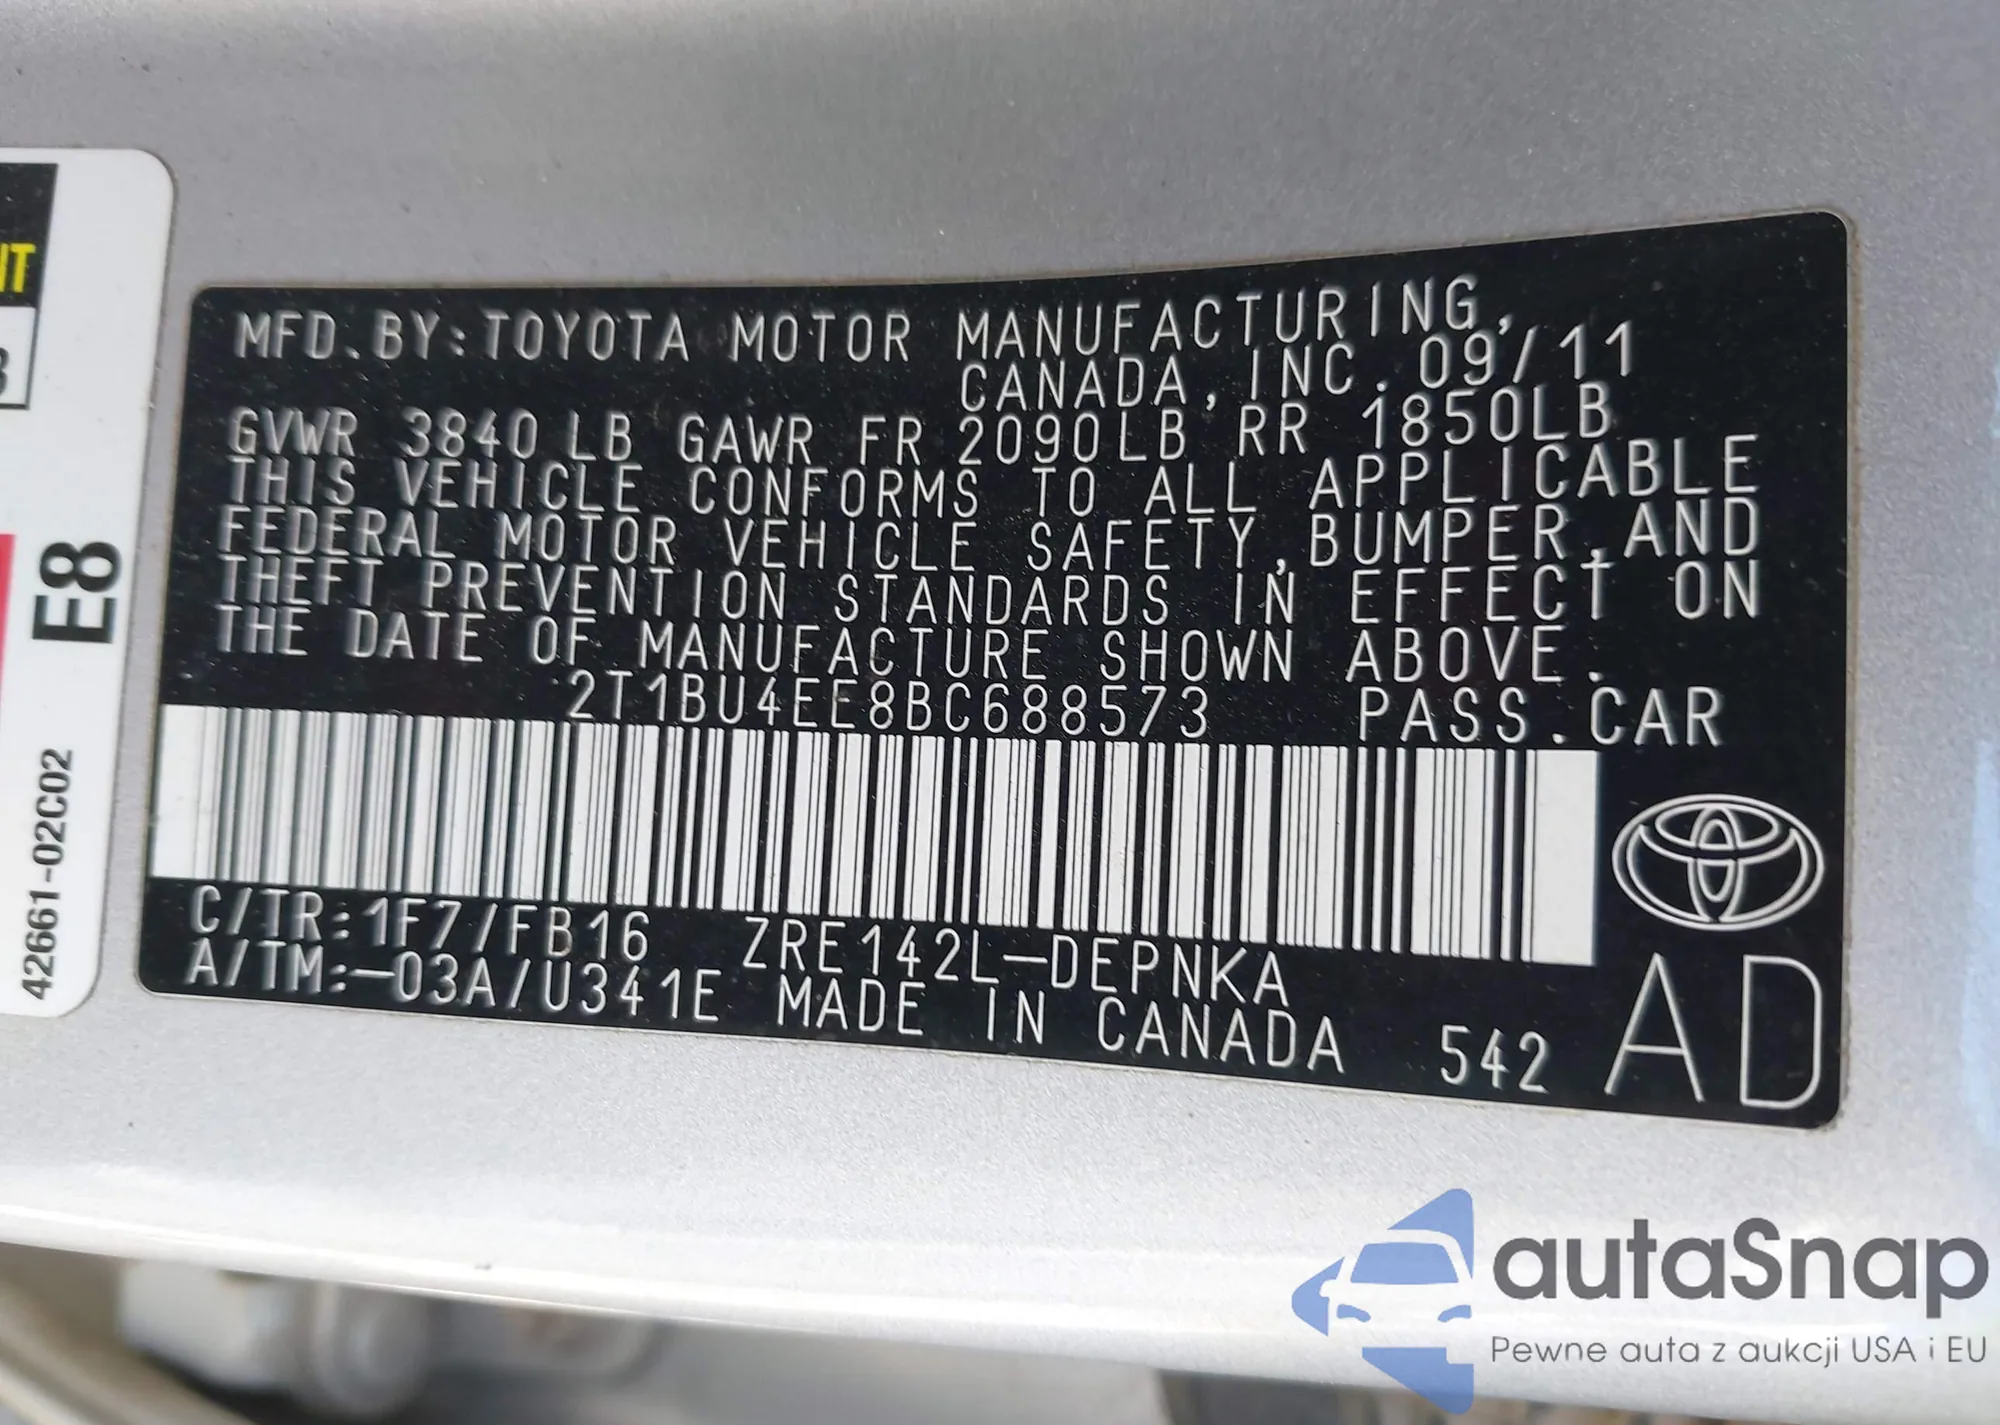 NT
3
E8
42661-02C02
MFD. BY: TOYOTA MOTOR MANUFACTURING,
CANADA, INC. 09/11
GVWR 3840 LB GAWR FR 2090LB RR 1850LB
THIS VEHICLE CONFORMS TO ALL APPLICABLE
FEDERAL MOTOR VEHICLE SAFETY, BUMPER, AND
THEFT PREVENTION STANDARDS IN EFFECT ON
THE DATE OF MANUFACTURE SHOWN ABOVE.
2T1BU4EE8BC688573 PASS. CAR
C/TR:1F7/FB16 ZRE142L-DEPNKA
A/TM:-03A/U341E MADE IN CANADA 542 AD
autaSnap
Pewne auta z aukcji USA i EU